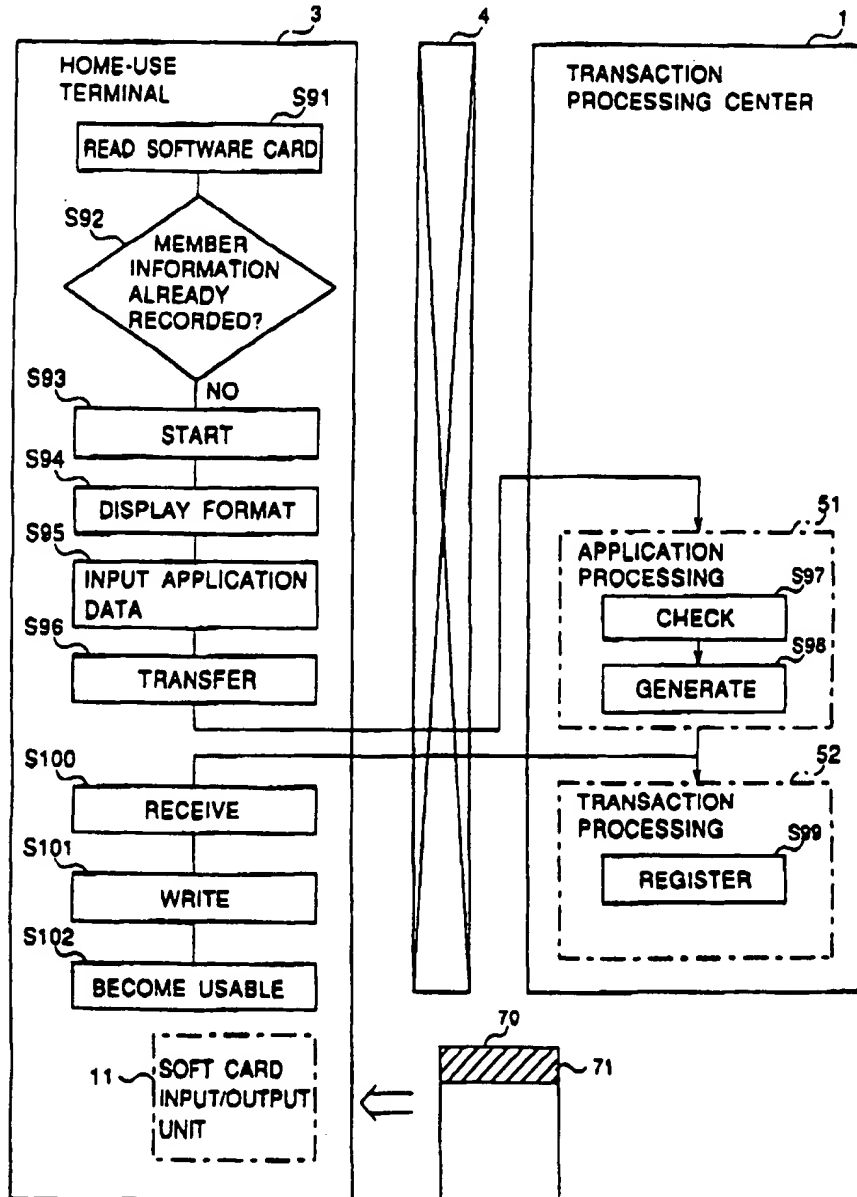 3
4
1
HOME-USE
TERMINAL
TRANSACTION
PROCESSING CENTER
S91
READ SOFTWARE CARD
S92
MEMBER
INFORMATION
ALREADY
RECORDED?
NO
S93
START
S94
DISPLAY FORMAT
S95
INPUT APPLICATION
DATA
S96
TRANSFER
51
APPLICATION
PROCESSING
S97
CHECK
S98
GENERATE
S100
RECEIVE
52
TRANSACTION
PROCESSING
S99
REGISTER
S101
WRITE
S102
BECOME USABLE
11
SOFT CARD
INPUT/OUTPUT
UNIT
70
71